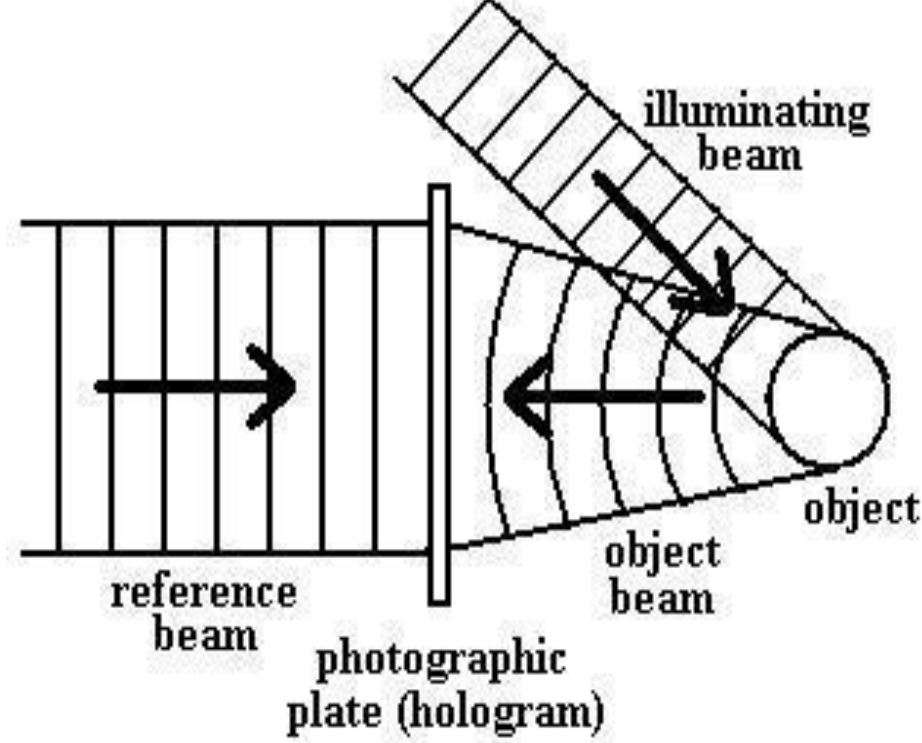 illuminating
beam
object
object
beam
reference
beam
photographic
plate (hologram)